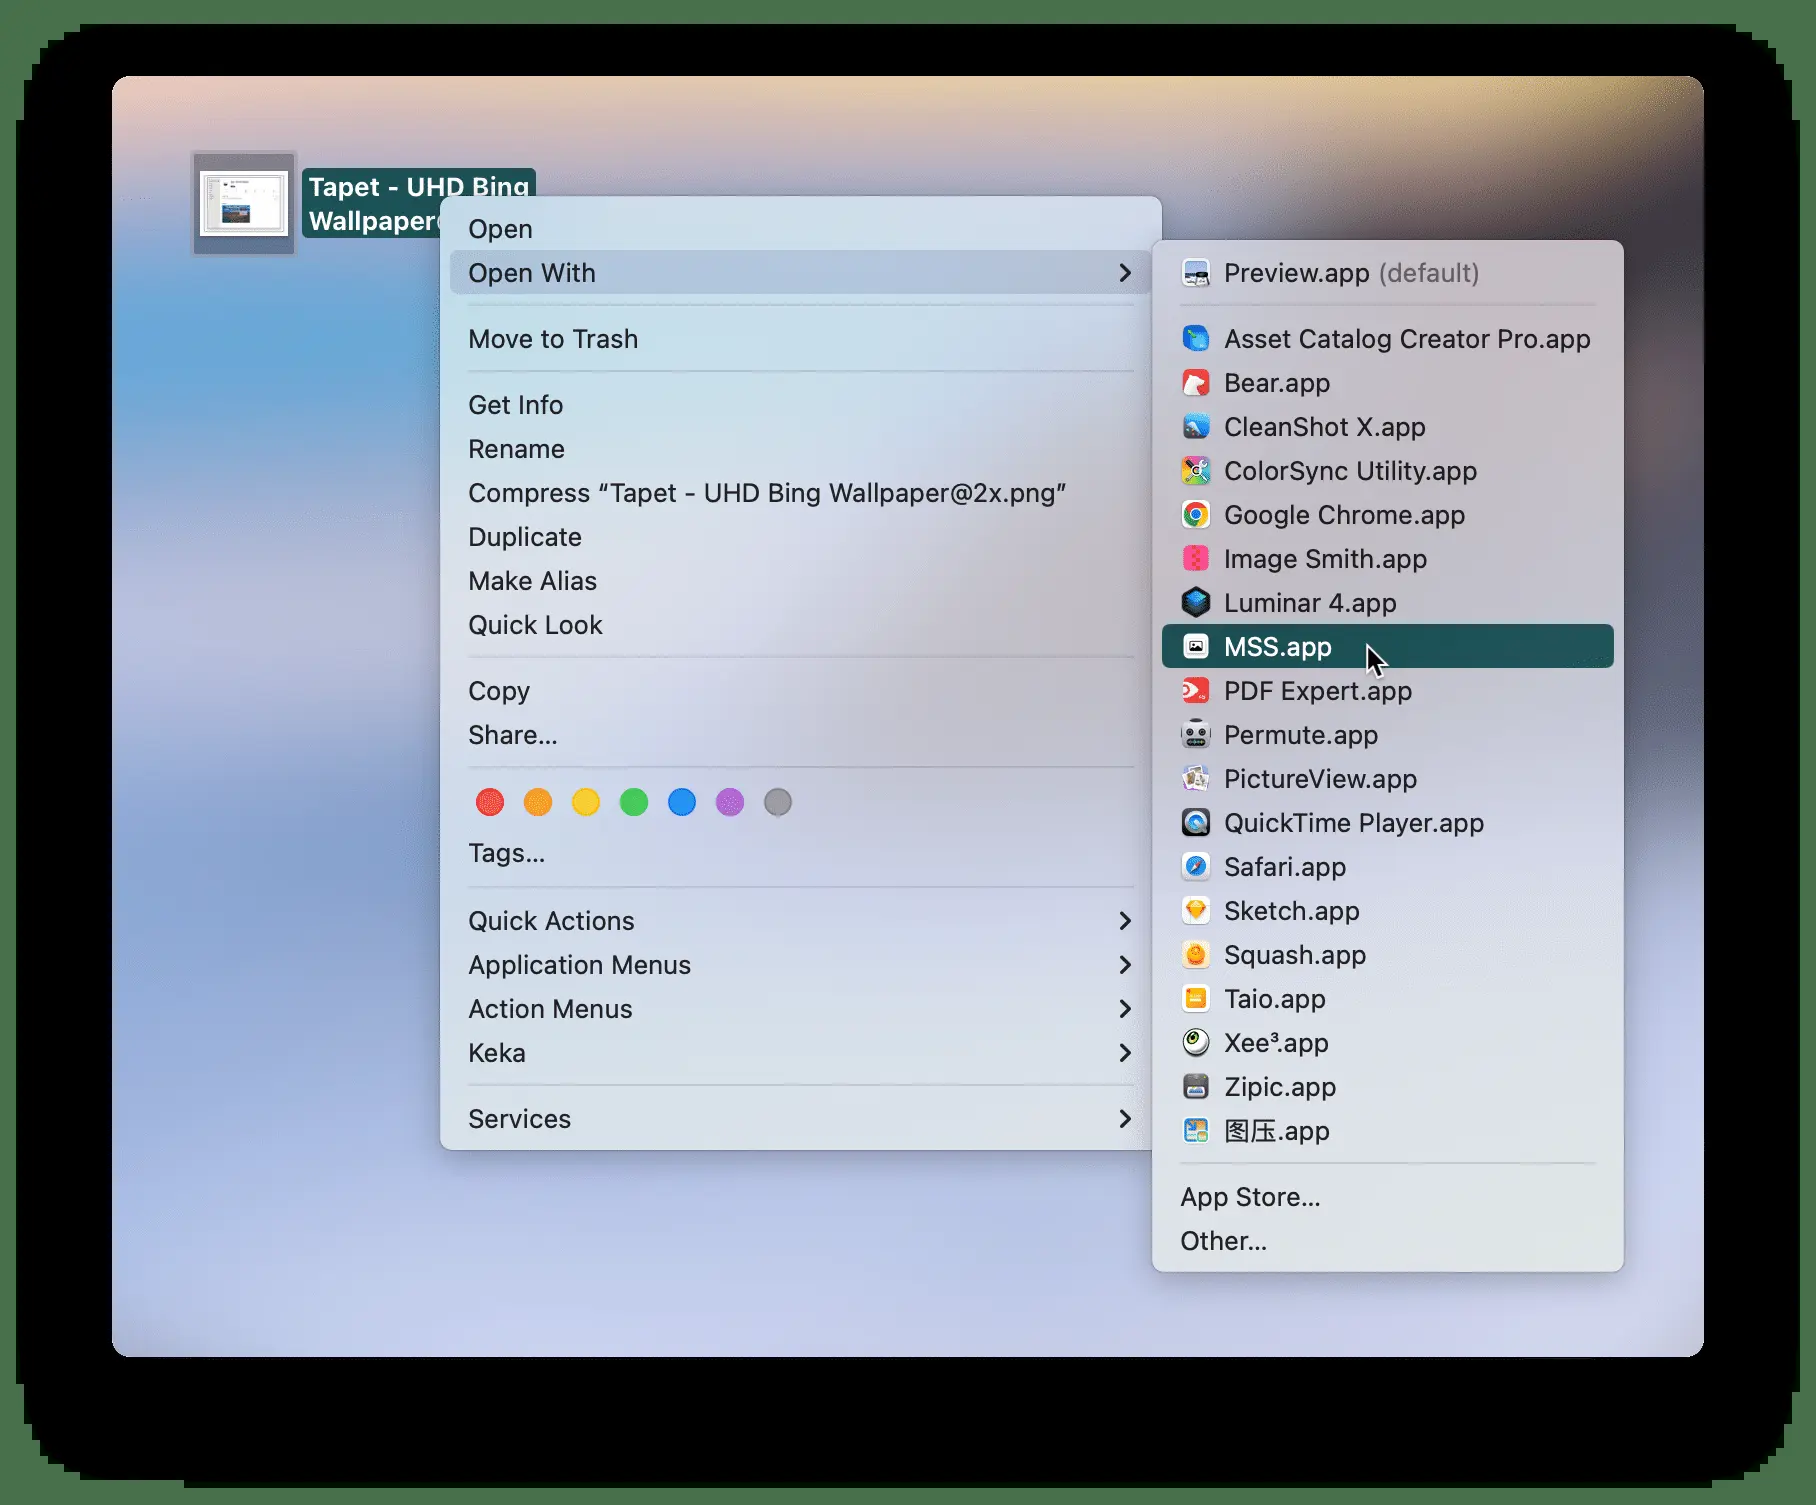 Tapet - UHD Bing
Wallpaper@
Open
Open With
Move to Trash
Get Info
Rename
Compress “Tapet - UHD Bing Wallpaper@2x.png”
Duplicate
Make Alias
Quick Look
Copy
Share...
Tags...
Quick Actions
Application Menus
Action Menus
Keka
Services
Preview.app (default)
Asset Catalog Creator Pro.app
Bear.app
CleanShot X.app
ColorSync Utility.app
Google Chrome.app
Image Smith.app
Luminar 4.app
MSS.app
PDF Expert.app
Permute.app
PictureView.app
QuickTime Player.app
Safari.app
Sketch.app
Squash.app
Taio.app
Xee³.app
Zipic.app
图压.app
App Store...
Other...